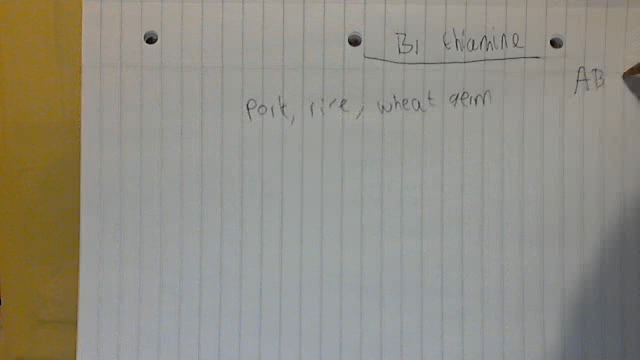 B1 thiamine
AB
pork, rice, wheat germ